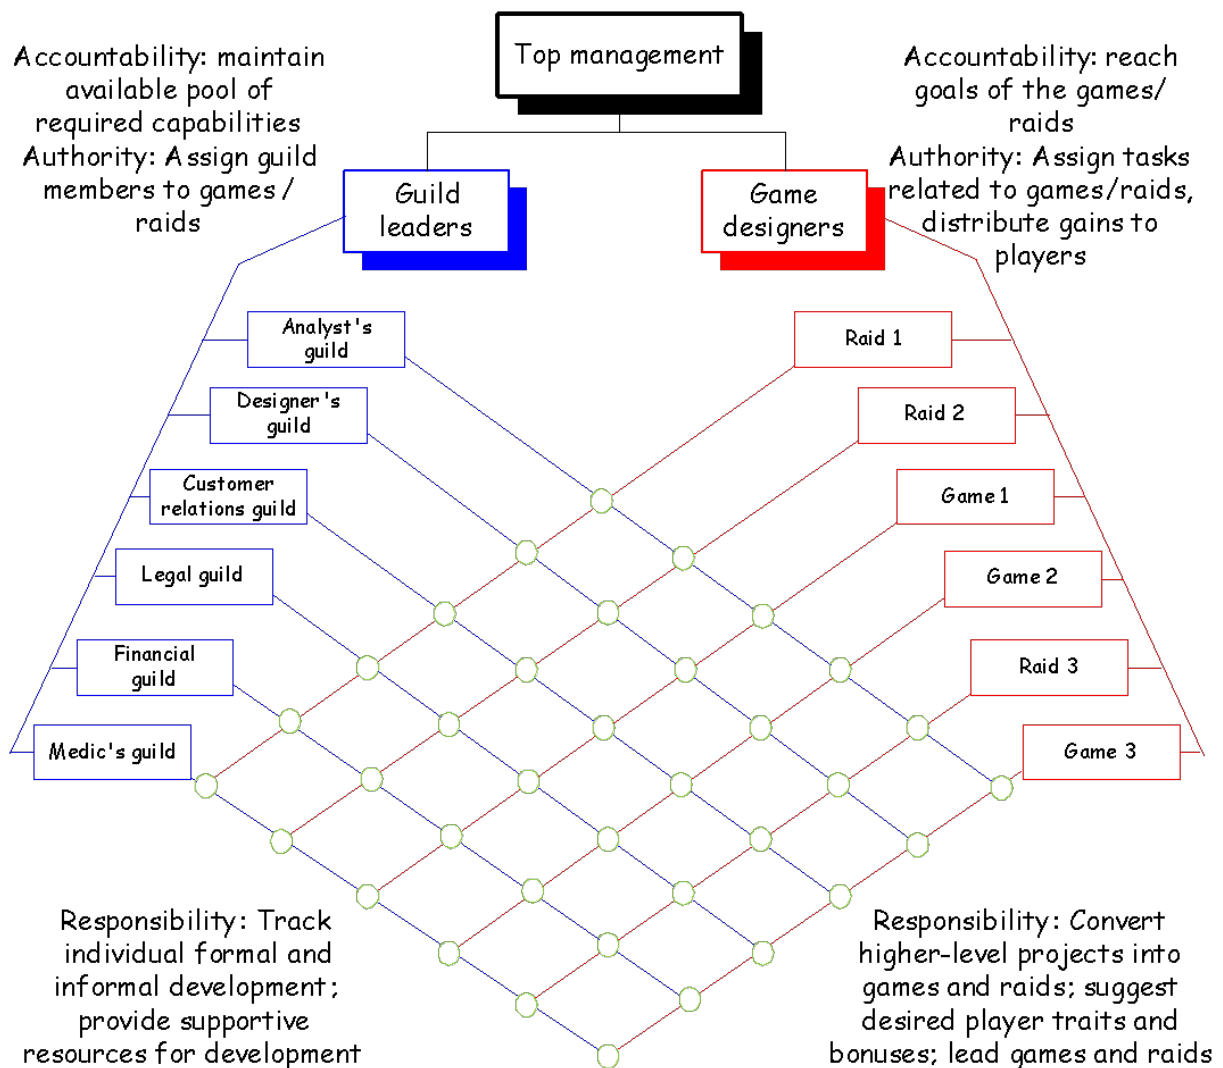 Top management
Accountability: maintain
available pool of
required capabilities
Authority: Assign guild
members to games /
raids
Accountability: reach
goals of the games/
raids
Authority: Assign tasks
related to games/raids,
distribute gains to
players
Guild
leaders
Game
designers
Analyst's
guild
Designer's
guild
Customer
relations guild
Legal guild
Financial
guild
Medic's guild
Raid 1
Raid 2
Game 1
Game 2
Raid 3
Game 3
Responsibility: Track
individual formal and
informal development;
provide supportive
resources for development
Responsibility: Convert
higher-level projects into
games and raids; suggest
desired player traits and
bonuses; lead games and raids